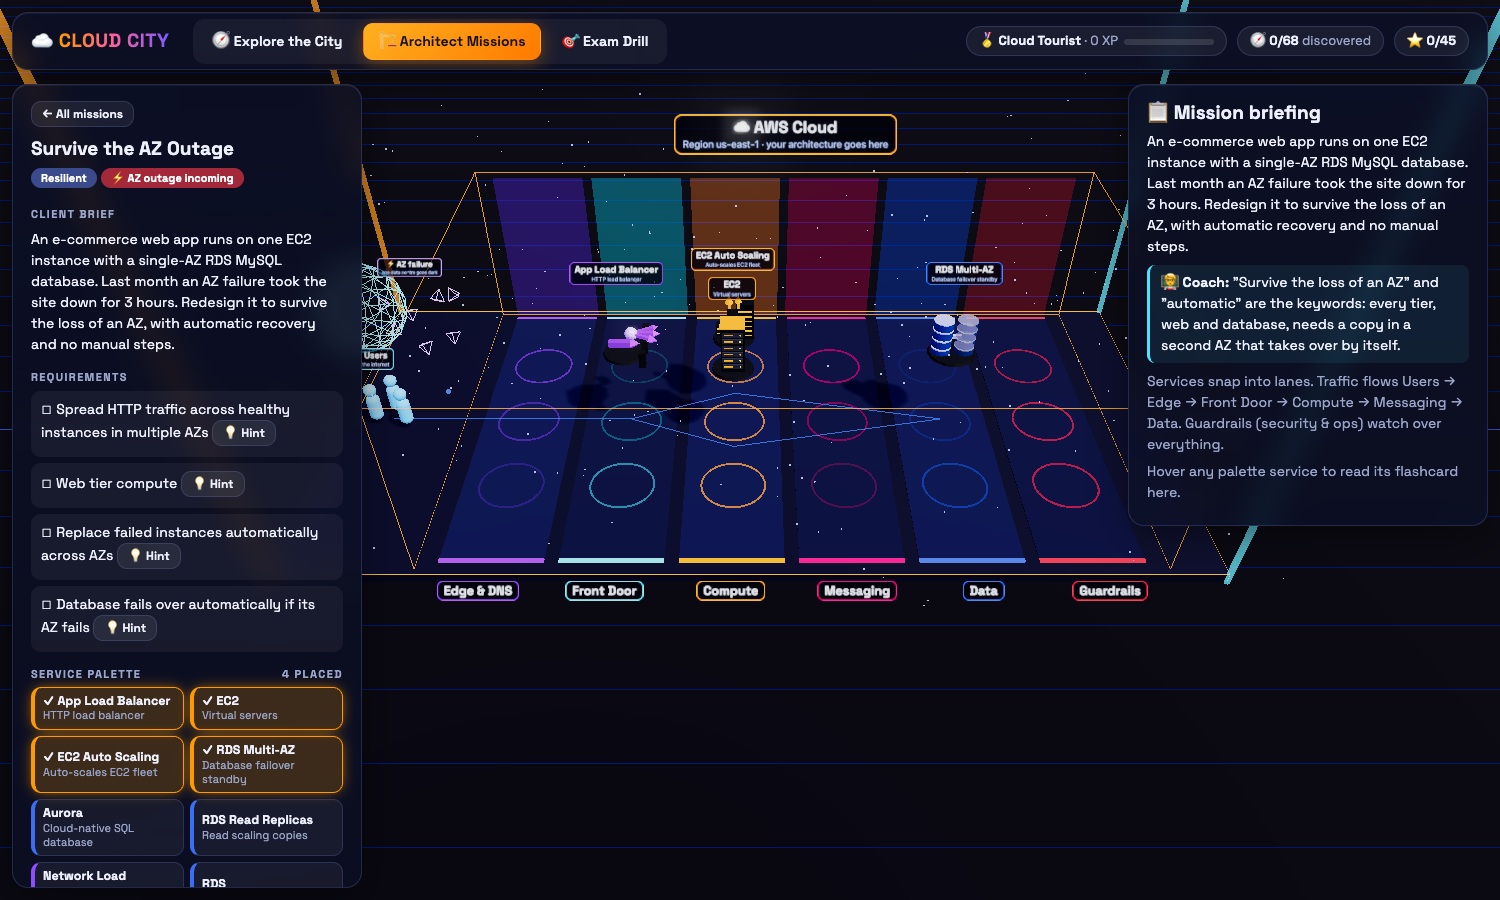 ☁️ CLOUD CITY
🧭 Explore the City
🏗️ Architect Missions
🎯 Exam Drill
🏅 Cloud Tourist · 0 XP
🧭 0/68 discovered
⭐ 0/45
← All missions
Survive the AZ Outage
Resilient
⚡ AZ outage incoming
CLIENT BRIEF
An e-commerce web app runs on one EC2
instance with a single-AZ RDS MySQL
database. Last month an AZ failure took the
site down for 3 hours. Redesign it to survive
the loss of an AZ, with automatic recovery
and no manual steps.
REQUIREMENTS
☐ Spread HTTP traffic across healthy
instances in multiple AZs 💡 Hint
☐ Web tier compute 💡 Hint
☐ Replace failed instances automatically
across AZs 💡 Hint
☐ Database fails over automatically if its
AZ fails 💡 Hint
SERVICE PALETTE
4 PLACED
✓ App Load Balancer
HTTP load balancer
✓ EC2
Virtual servers
✓ EC2 Auto Scaling
Auto-scales EC2 fleet
✓ RDS Multi-AZ
Database failover
standby
Aurora
Cloud-native SQL
database
RDS Read Replicas
Read scaling copies
Network Load
RDS
☁️ AWS Cloud
Region us-east-1 · your architecture goes here
⚡ AZ failure
one data centre goes dark
Users
the internet
App Load Balancer
HTTP load balancer
EC2 Auto Scaling
Auto-scales EC2 fleet
EC2
Virtual servers
RDS Multi-AZ
Database failover standby
Edge & DNS
Front Door
Compute
Messaging
Data
Guardrails
📋 Mission briefing
An e-commerce web app runs on one EC2
instance with a single-AZ RDS MySQL database.
Last month an AZ failure took the site down for
3 hours. Redesign it to survive the loss of an
AZ, with automatic recovery and no manual
steps.
Coach: "Survive the loss of an AZ" and
"automatic" are the keywords: every tier,
web and database, needs a copy in a
second AZ that takes over by itself.
Services snap into lanes. Traffic flows Users →
Edge → Front Door → Compute → Messaging →
Data. Guardrails (security & ops) watch over
everything.
Hover any palette service to read its flashcard
here.